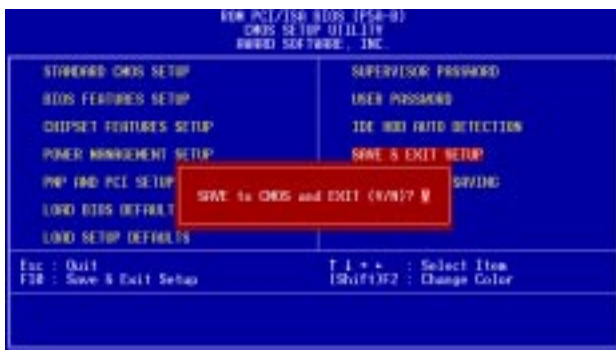 ROM PCI/ISA BIOS (P5A-B)
CMOS SETUP UTILITY
AWARD SOFTWARE, INC.
STANDARD CMOS SETUP
BIOS FEATURES SETUP
CHIPSET FEATURES SETUP
POWER MANAGEMENT SETUP
PNP AND PCI SETUP
LOAD BIOS DEFAULT
LOAD SETUP DEFAULTS
SUPERVISOR PASSWORD
USER PASSWORD
IDE HDD AUTO DETECTION
SAVE & EXIT SETUP
SAVING
SAVE to CMOS and EXIT (Y/N)?
Esc : Quit
F10 : Save & Exit Setup
↑ ↓ → ← : Select Item
(Shift)F2 : Change Color